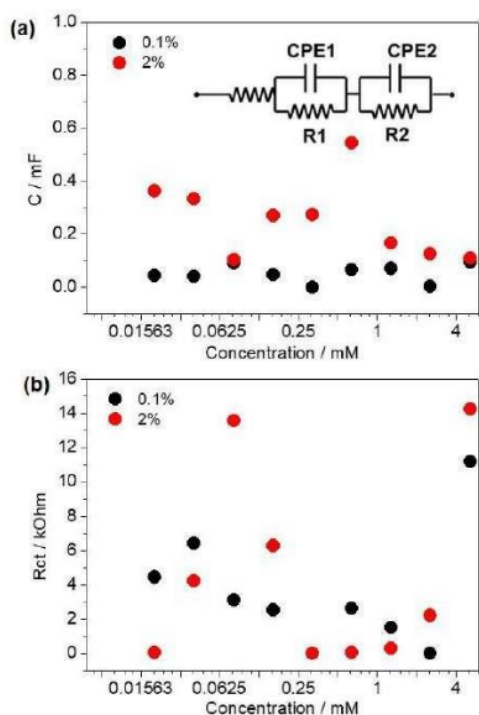 (a)
0.1%
2%
CPE1 CPE2
R1 R2
1.0
0.8
0.6
0.4
0.2
0.0
C / mF
0.01563 0.0625 0.25 1 4
Concentration / mM
(b)
0.1%
2%
16
14
12
10
8
6
4
2
0
Rct / kOhm
0.01563 0.0625 0.25 1 4
Concentration / mM